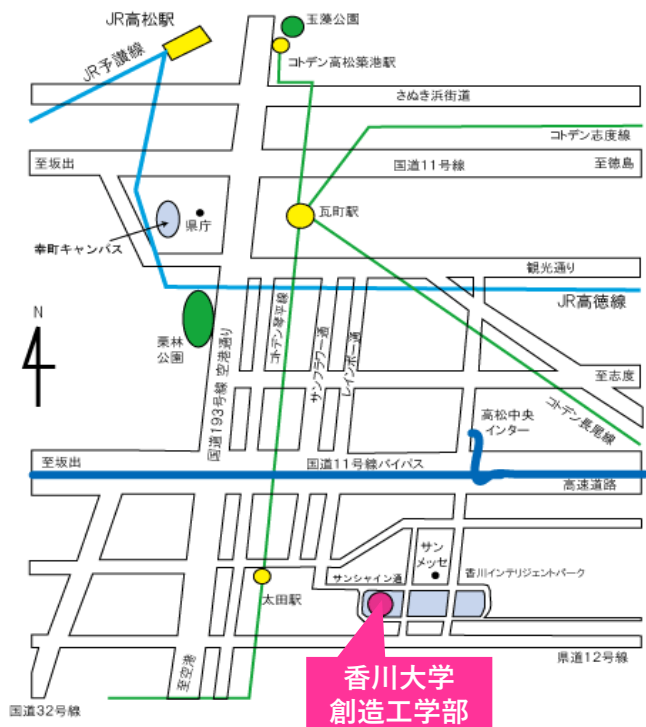 JR高松駅
玉藻公園
コトデン高松築港駅
JR予讃線
さぬき浜街道
コトデン志度線
至坂出
国道11号線
至徳島
瓦町駅
県庁
幸町キャンパス
観光通り
JR高徳線
N
栗林
公園
国道193号線 空港通り
コトデン琴平線
サンフラワー通
レインボー通
至志度
コトデン長尾線
高松中央
インター
至坂出
国道11号線バイパス
高速道路
サン
メッセ
サンシャイン通
香川インテリジェントパーク
太田駅
県道12号線
至空港
国道32号線
香川大学
創造工学部